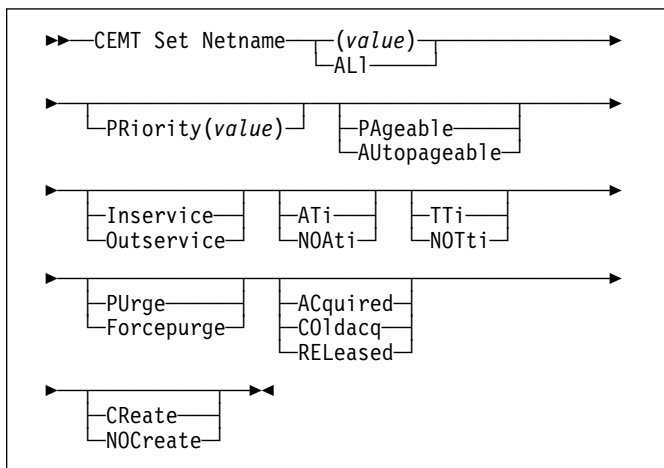 CEMT Set Netname (value)
ALl
PRiority(value) PAgeable
AUtopageable
Inservice ATi TTi
Outservice NOAti NOTti
PUrge ACquired
Forcepurge COldacq
RELeased
CReate
NOCreate